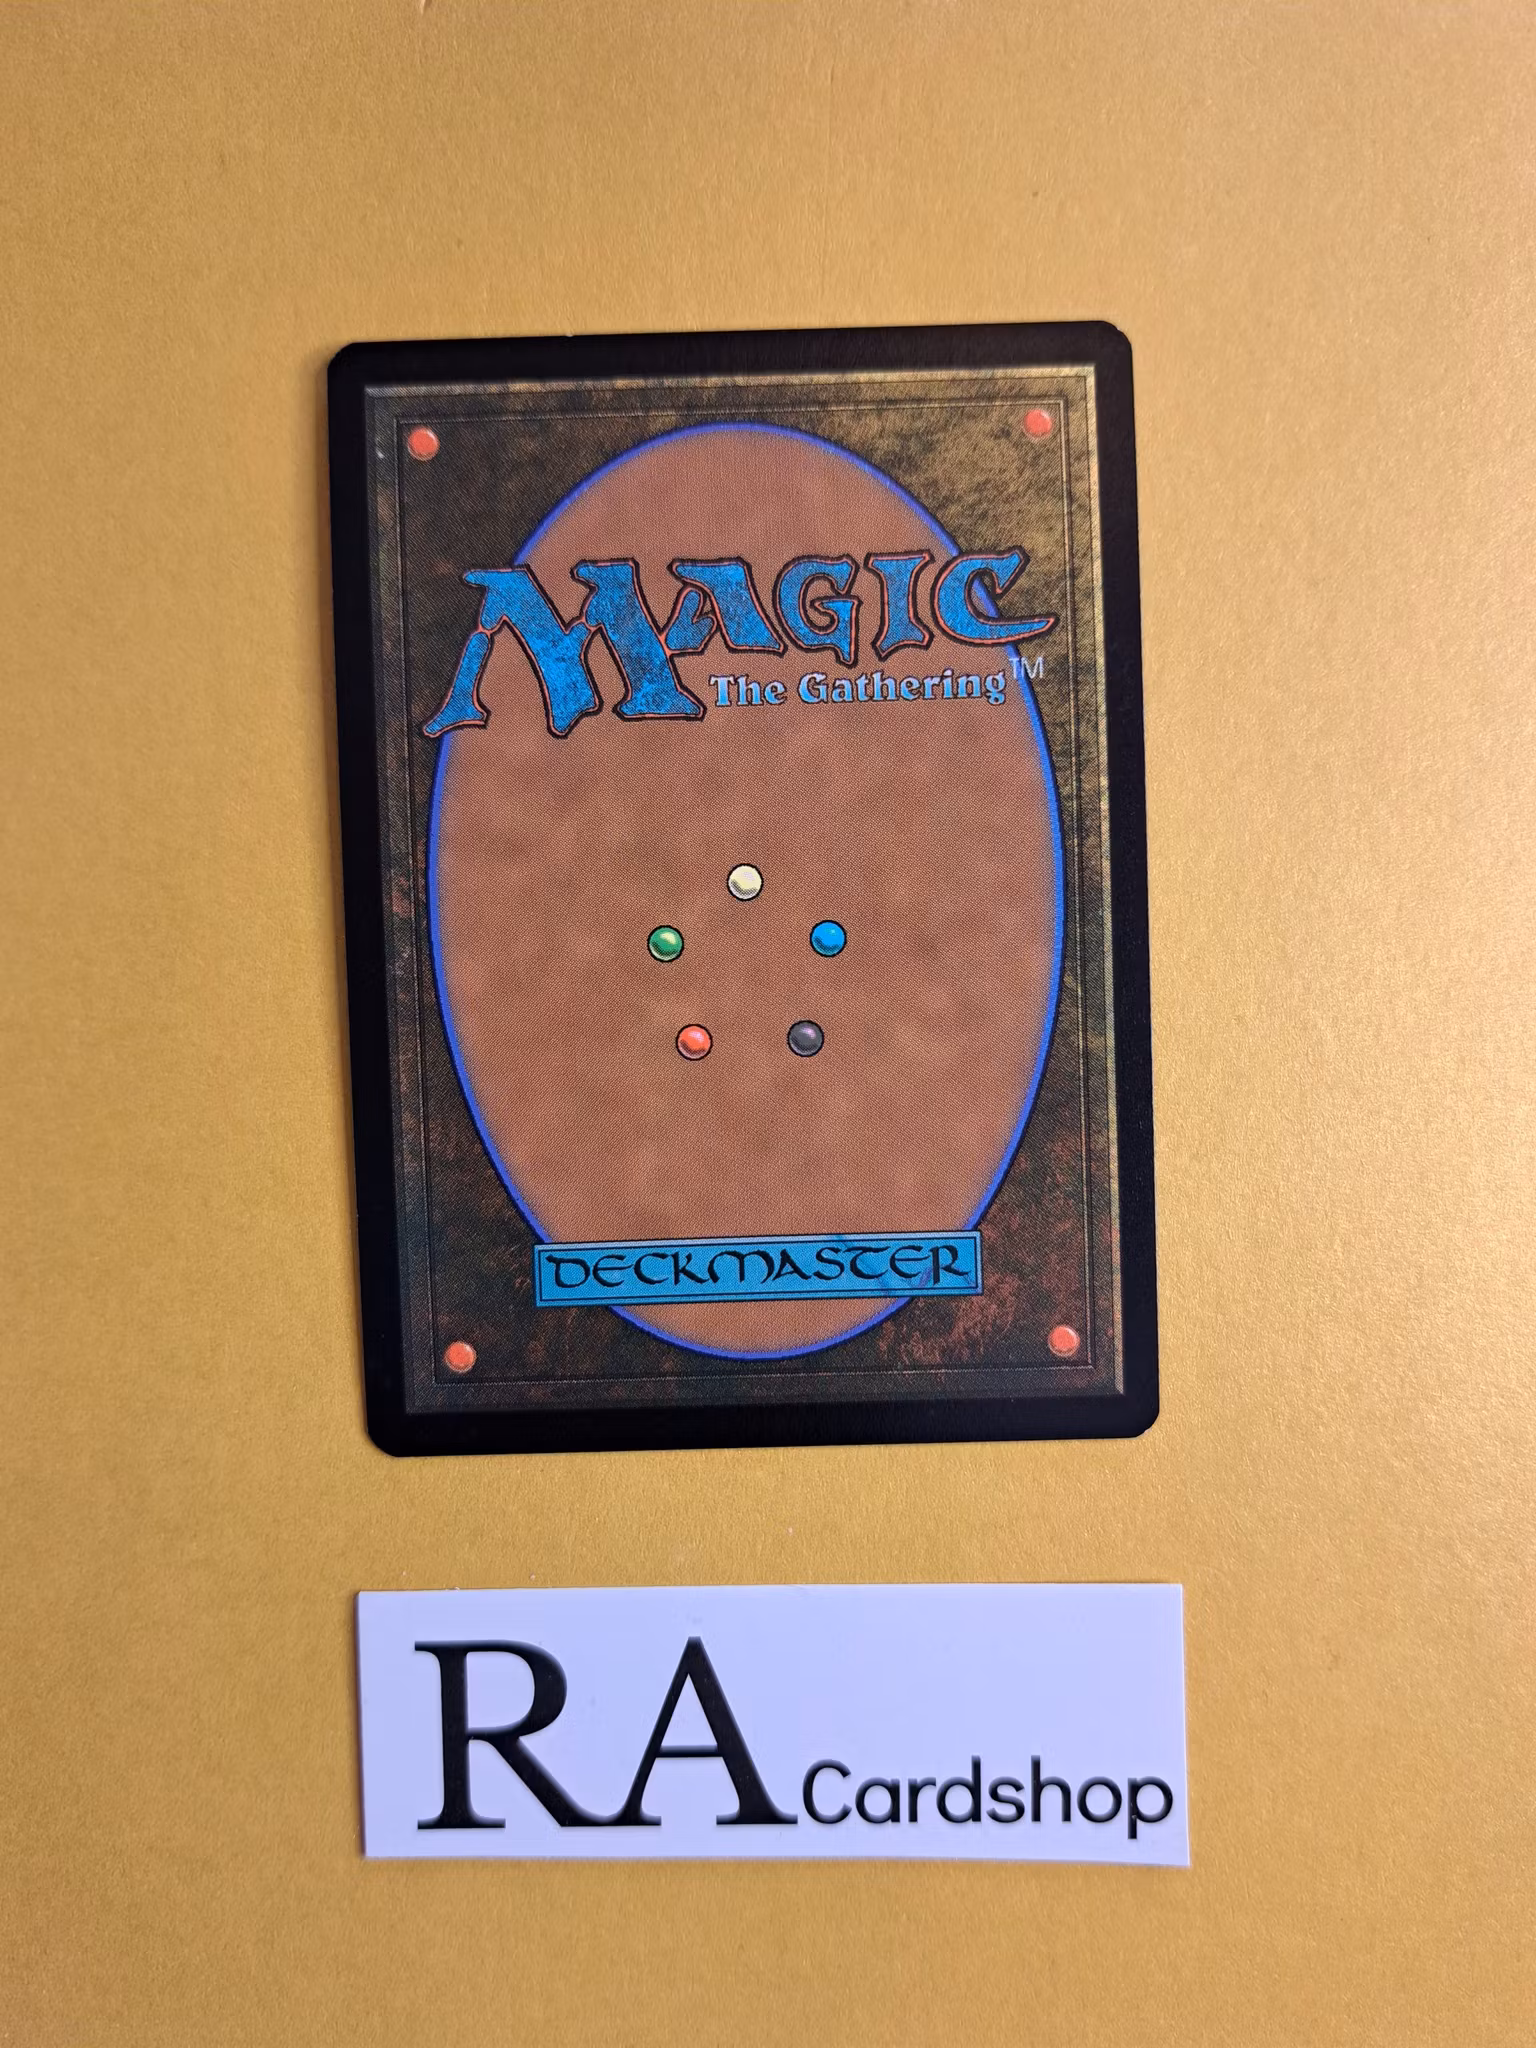 MAGIC
The Gathering™
DECKMASTER
RA Cardshop